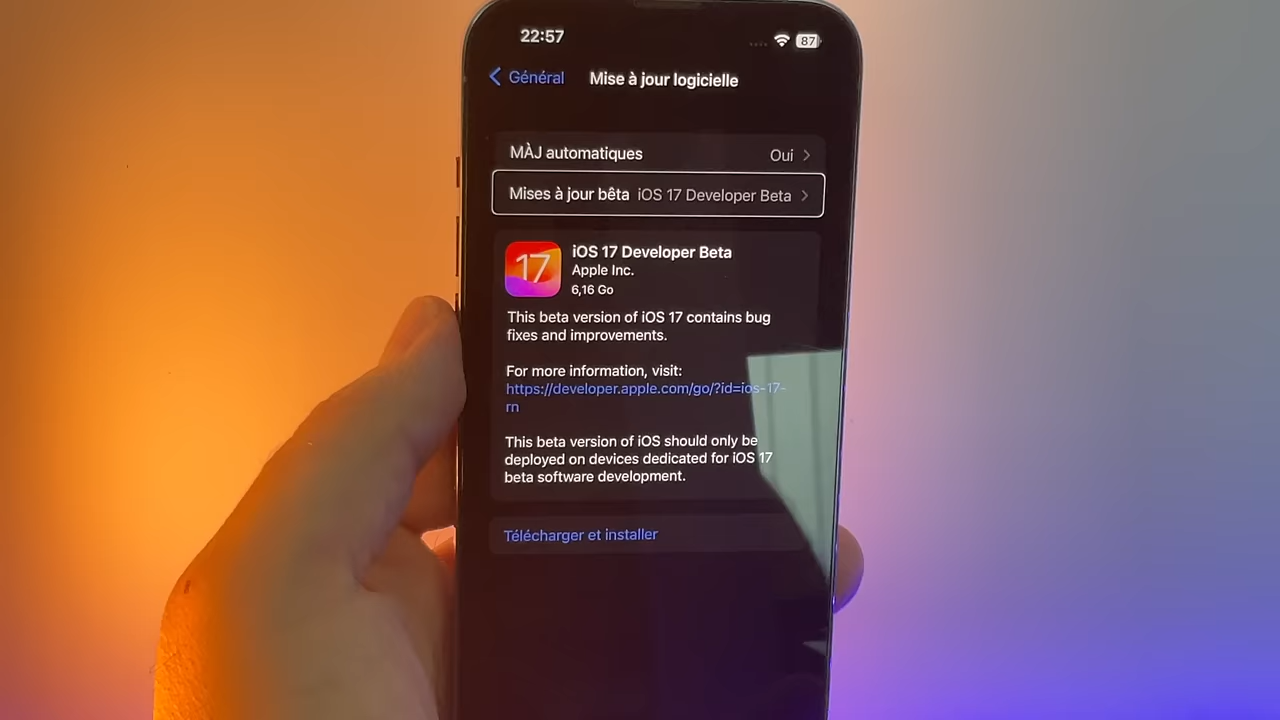 22:57
87
Général
Mise à jour logicielle
MÀJ automatiques Oui
Mises à jour bêta iOS 17 Developer Beta
17
iOS 17 Developer Beta
Apple Inc.
6,16 Go
This beta version of iOS 17 contains bug
fixes and improvements.
For more information, visit:
https://developer.apple.com/go/?id=ios-17-
rn
This beta version of iOS should only be
deployed on devices dedicated for iOS 17
beta software development.
Télécharger et installer